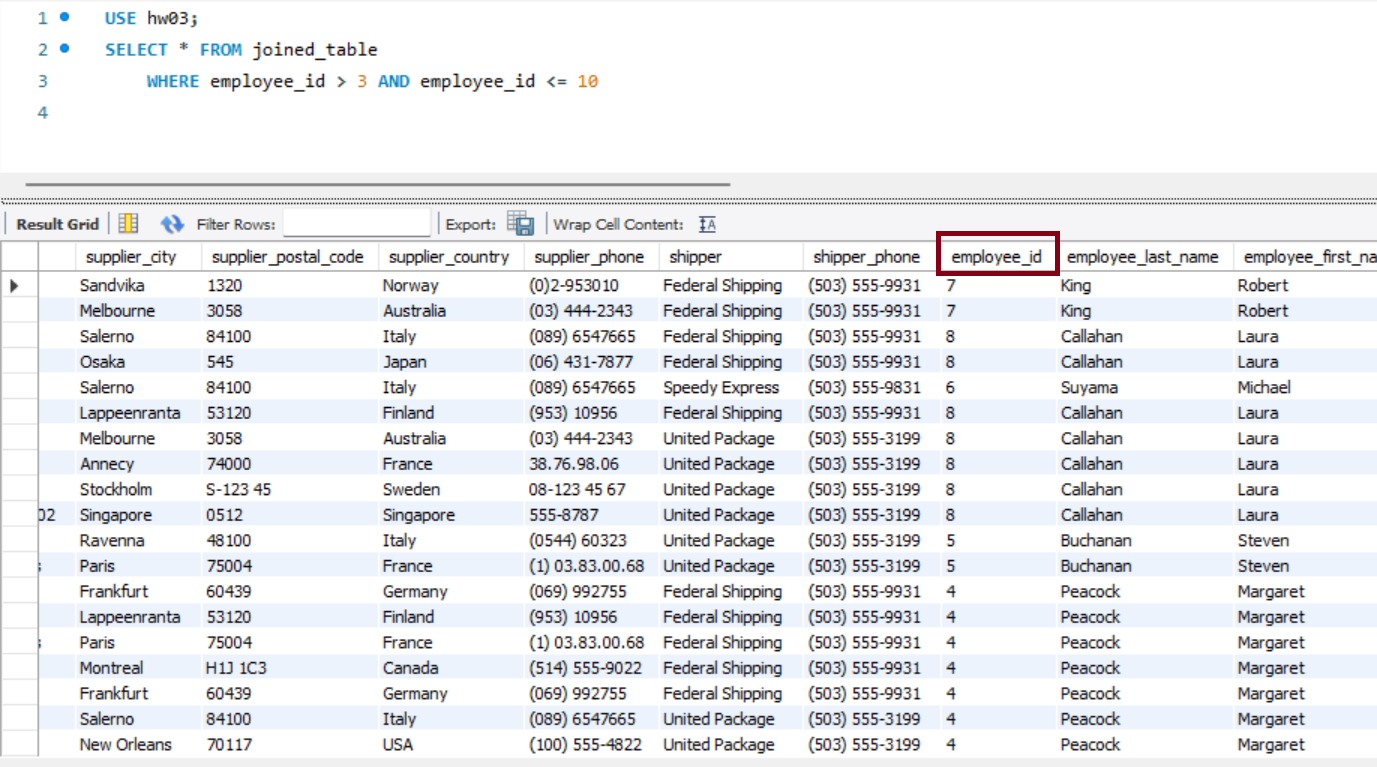 1 USE hw03;
2 SELECT * FROM joined_table
3 WHERE employee_id > 3 AND employee_id <= 10
4
Result Grid Filter Rows: Export: Wrap Cell Content:
supplier_city supplier_postal_code supplier_country supplier_phone shipper shipper_phone employee_id employee_last_name employee_first_na
Sandvika 1320 Norway (0)2-953010 Federal Shipping (503) 555-9931 7 King Robert
Melbourne 3058 Australia (03) 444-2343 Federal Shipping (503) 555-9931 7 King Robert
Salerno 84100 Italy (089) 6547665 Federal Shipping (503) 555-9931 8 Callahan Laura
Osaka 545 Japan (06) 431-7877 Federal Shipping (503) 555-9931 8 Callahan Laura
Salerno 84100 Italy (089) 6547665 Speedy Express (503) 555-9831 6 Suyama Michael
Lappeenranta 53120 Finland (953) 10956 Federal Shipping (503) 555-9931 8 Callahan Laura
Melbourne 3058 Australia (03) 444-2343 United Package (503) 555-3199 8 Callahan Laura
Annecy 74000 France 38.76.98.06 United Package (503) 555-3199 8 Callahan Laura
Stockholm S-123 45 Sweden 08-123 45 67 United Package (503) 555-3199 8 Callahan Laura
02 Singapore 0512 Singapore 555-8787 United Package (503) 555-3199 8 Callahan Laura
Ravenna 48100 Italy (0544) 60323 United Package (503) 555-3199 5 Buchanan Steven
Paris 75004 France (1) 03.83.00.68 United Package (503) 555-3199 5 Buchanan Steven
Frankfurt 60439 Germany (069) 992755 Federal Shipping (503) 555-9931 4 Peacock Margaret
Lappeenranta 53120 Finland (953) 10956 Federal Shipping (503) 555-9931 4 Peacock Margaret
Paris 75004 France (1) 03.83.00.68 Federal Shipping (503) 555-9931 4 Peacock Margaret
Montreal H1J 1C3 Canada (514) 555-9022 Federal Shipping (503) 555-9931 4 Peacock Margaret
Frankfurt 60439 Germany (069) 992755 Federal Shipping (503) 555-9931 4 Peacock Margaret
Salerno 84100 Italy (089) 6547665 United Package (503) 555-3199 4 Peacock Margaret
New Orleans 70117 USA (100) 555-4822 United Package (503) 555-3199 4 Peacock Margaret